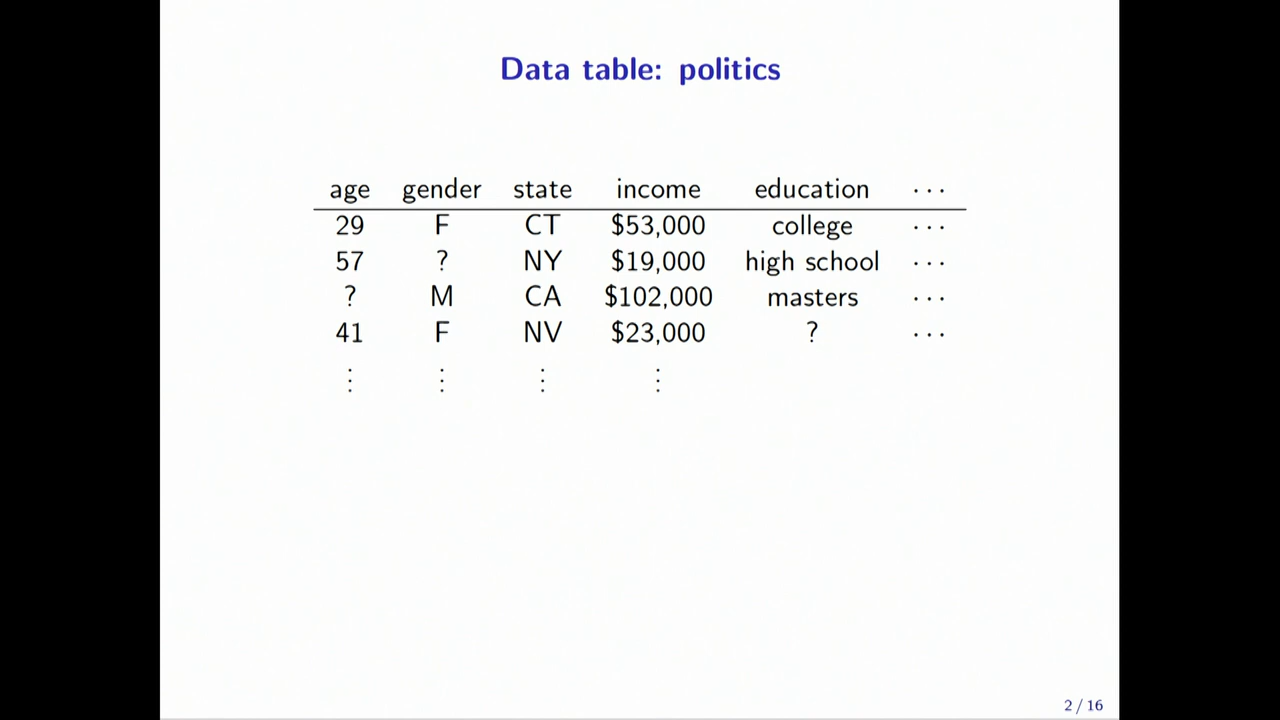 Data table: politics
age gender state income education ···
29 F CT $53,000 college ···
57 ? NY $19,000 high school ···
? M CA $102,000 masters ···
41 F NV $23,000 ? ···
⋮ ⋮ ⋮ ⋮
2 / 16